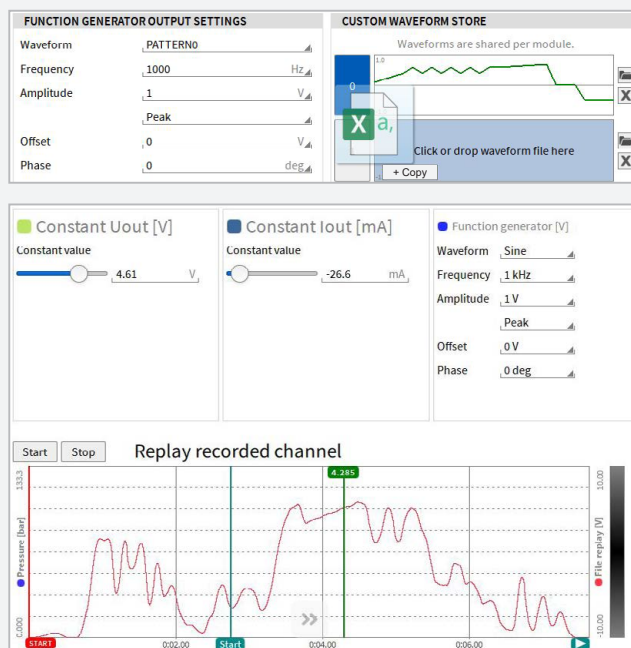 FUNCTION GENERATOR OUTPUT SETTINGS
Waveform PATTERN0
Frequency 1000 Hz
Amplitude 1 V
Peak
Offset 0 V
Phase 0 deg
CUSTOM WAVEFORM STORE
Waveforms are shared per module.
1.0
0
X a,
Click or drop waveform file here
+ Copy
X
X
Constant Uout [V]
Constant value
4.61 V
Constant Iout [mA]
Constant value
-26.6 mA
Function generator [V]
Waveform Sine
Frequency 1 kHz
Amplitude 1 V
Peak
Offset 0 V
Phase 0 deg
Start Stop Replay recorded channel
133.3
Pressure [bar]
0.000
4.285
10.00
File replay [V]
-10.00
START 0:02.00 Start 0:04.00 0:06.00